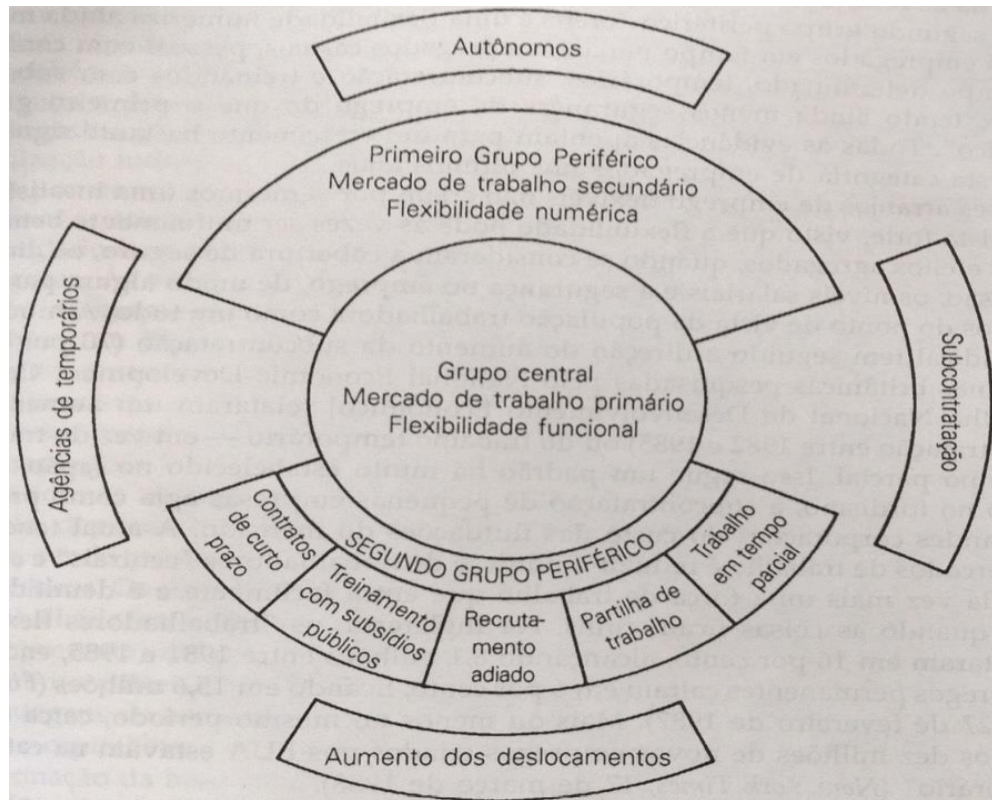 Autônomos
Primeiro Grupo Periférico
Mercado de trabalho secundário
Flexibilidade numérica
Agências de temporários
Subcontratação
Grupo central
Mercado de trabalho primário
Flexibilidade funcional
SEGUNDO GRUPO PERIFÉRICO
Contratos
de curto
prazo
Treinamento
com subsídios
públicos
Recruta-
mento
adiado
Partilha de
trabalho
Trabalho
em tempo
parcial
Aumento dos deslocamentos